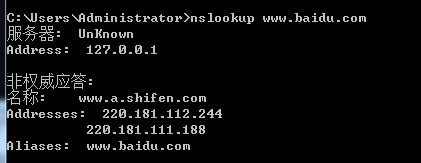 C:\Users\Administrator>nslookup www.baidu.com
服务器:  UnKnown
Address:  127.0.0.1
非权威应答:
名称:    www.a.shifen.com
Addresses:  220.181.112.244
220.181.111.188
Aliases:  www.baidu.com